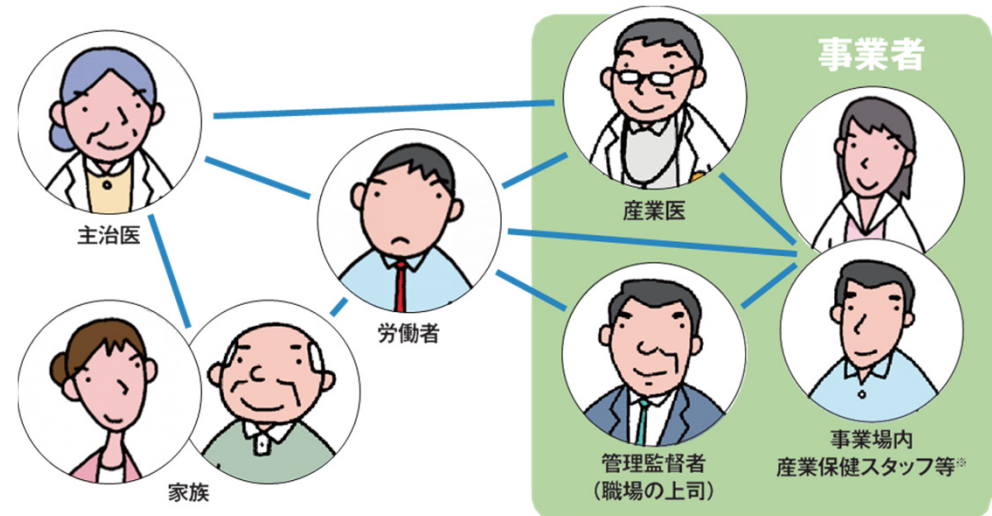 事業者
主治医
産業医
労働者
家族
管理監督者
（職場の上司）
事業場内
産業保健スタッフ等※